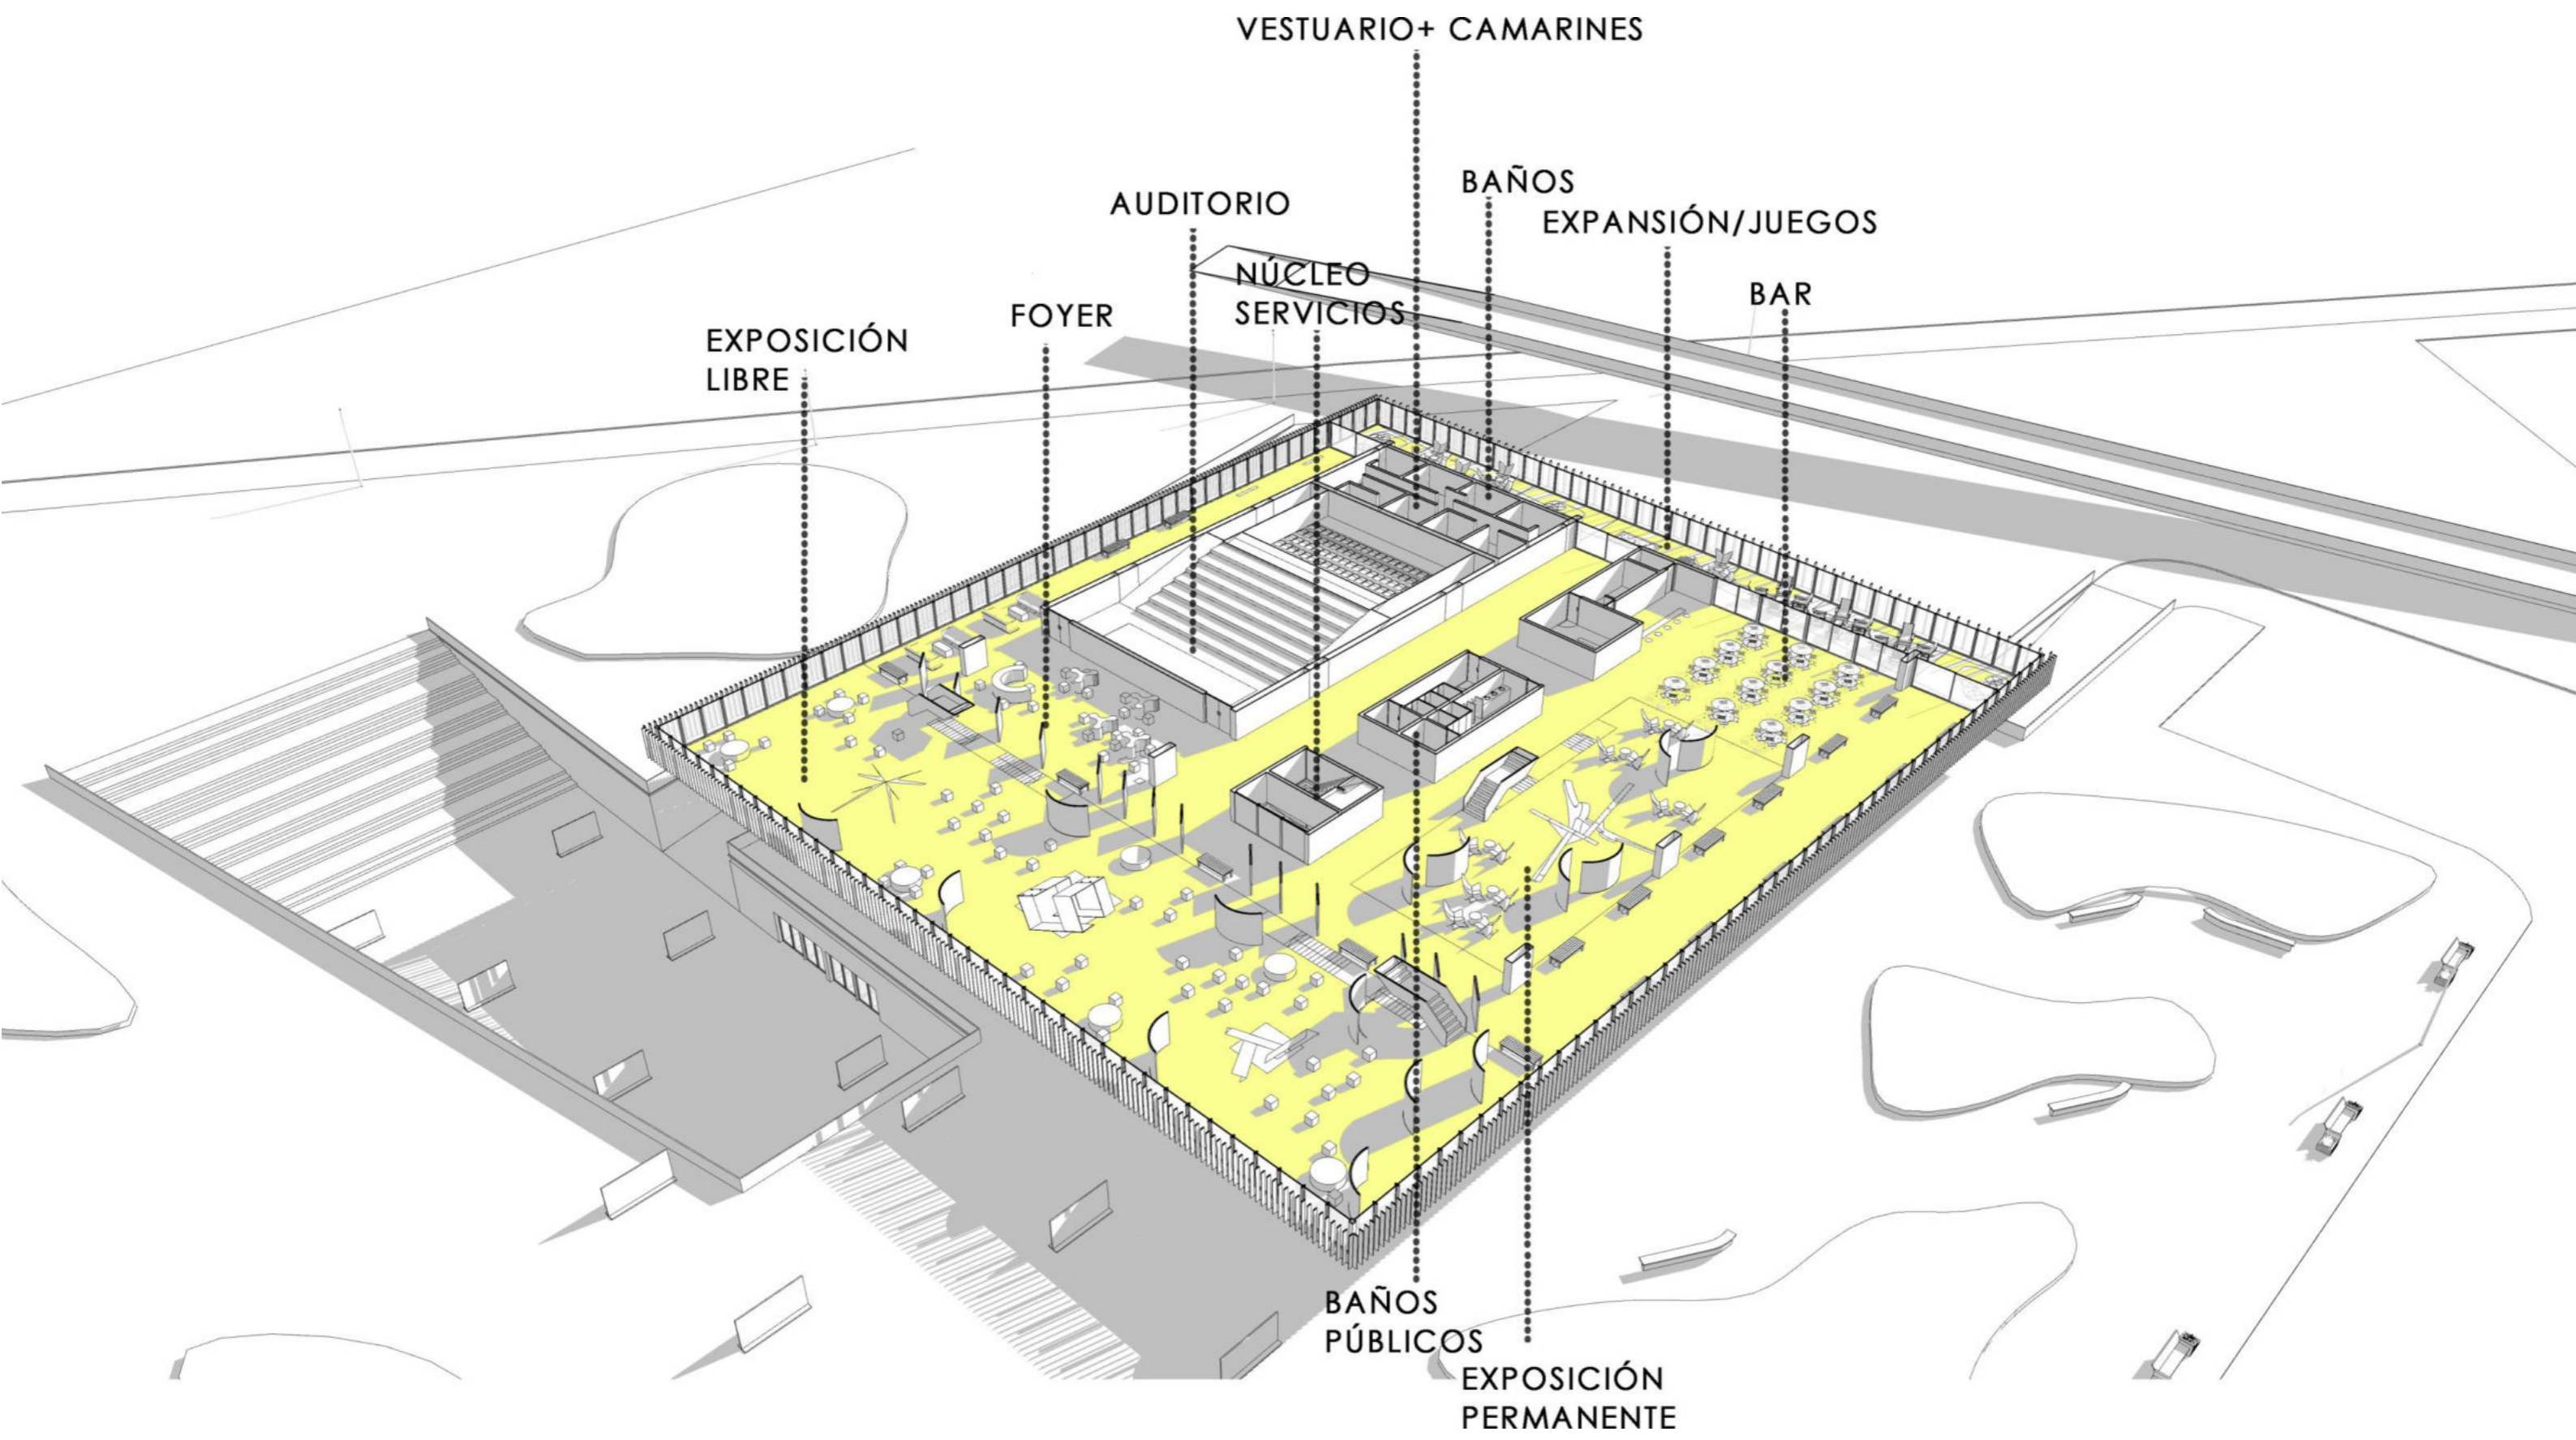 VESTUARIO+ CAMARINES
BAÑOS
AUDITORIO
EXPANSIÓN/JUEGOS
NÚCLEO
SERVICIOS
BAR
FOYER
EXPOSICIÓN
LIBRE
BAÑOS
PÚBLICOS
EXPOSICIÓN
PERMANENTE